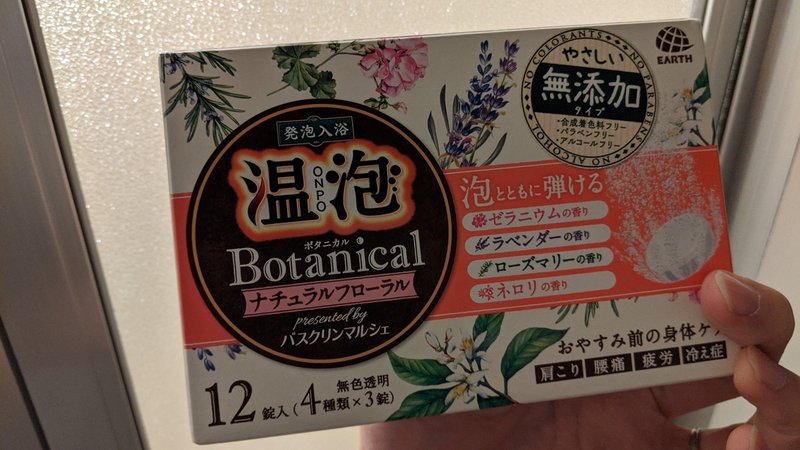 EARTH
NO COLORANTS NO PARABENS NO ALCOHOL
やさしい
無添加
タイプ
・合成着色料フリー
・パラベンフリー
・アルコールフリー
発泡入浴
温泡
ONPO
ボタニカル
Botanical
ナチュラルフローラル
presented by
バスクリンマルシェ
泡とともに弾ける
ゼラニウムの香り
ラベンダーの香り
ローズマリーの香り
ネロリの香り
おやすみ前の身体ケ
肩こり 腰痛 疲労 冷え症
無色透明
12錠入(4種類×3錠)